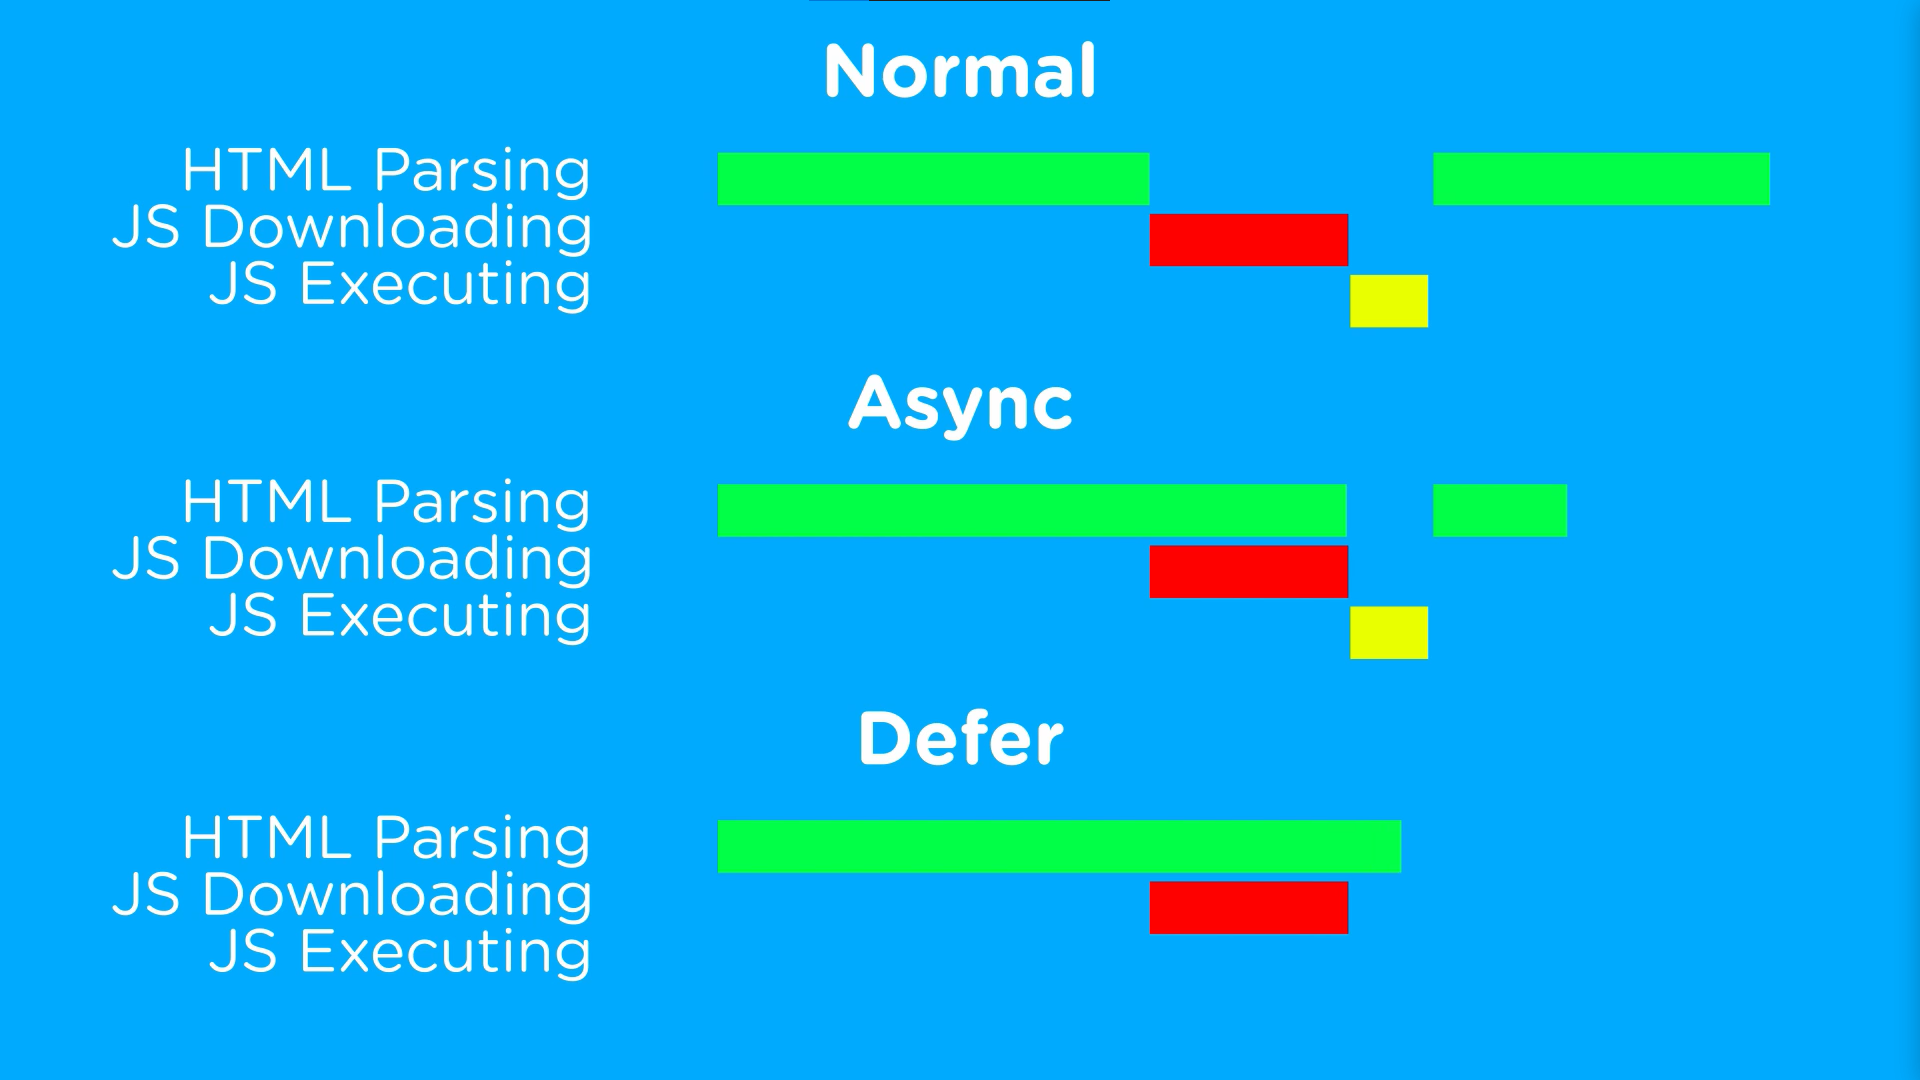 Normal
HTML Parsing
JS Downloading
JS Executing
Async
HTML Parsing
JS Downloading
JS Executing
Defer
HTML Parsing
JS Downloading
JS Executing